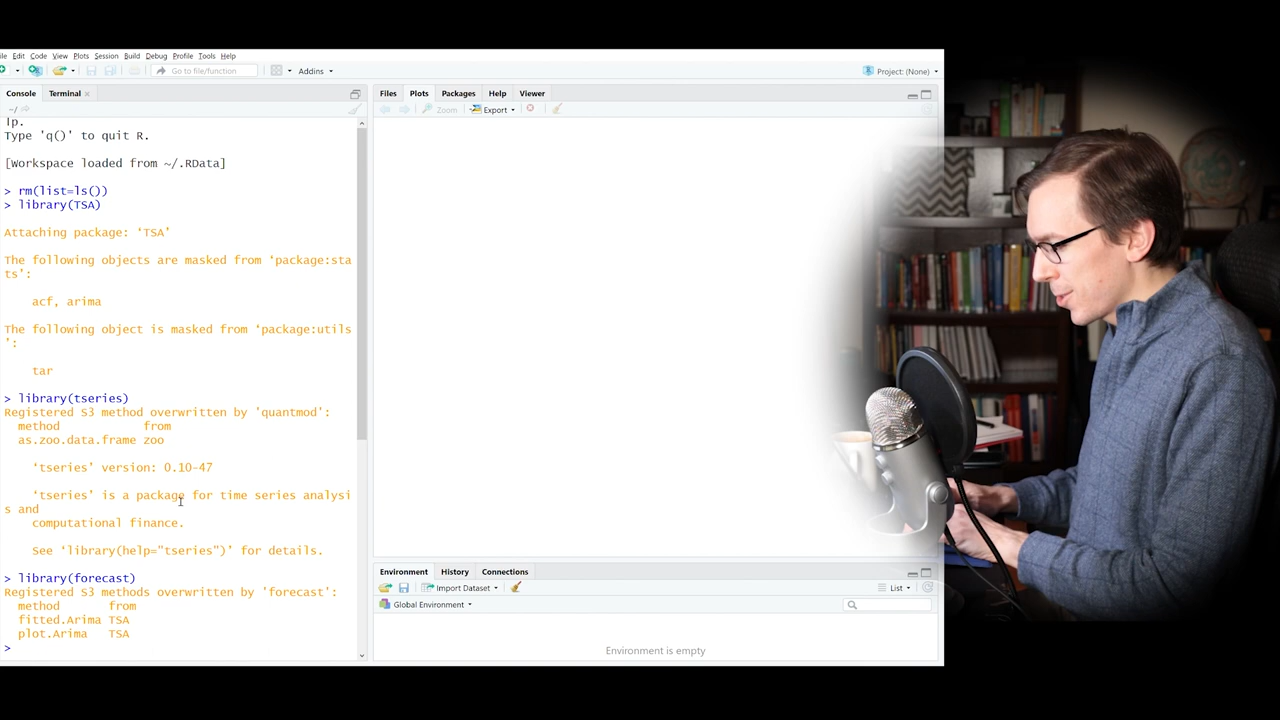 ile Edit Code View Plots Session Build Debug Profile Tools Help
Go to file/function Addins Project: (None)
Console Terminal
~/
lp.
Type 'q()' to quit R.
[Workspace loaded from ~/.RData]
> rm(list=ls())
> library(TSA)
Attaching package: ‘TSA’
The following objects are masked from ‘package:sta
ts’:
acf, arima
The following object is masked from ‘package:utils
’:
tar
> library(tseries)
Registered S3 method overwritten by 'quantmod':
method from
as.zoo.data.frame zoo
‘tseries’ version: 0.10-47
‘tseries’ is a package for time series analysi
s and
computational finance.
See ‘library(help="tseries")’ for details.
> library(forecast)
Registered S3 methods overwritten by 'forecast':
method from
fitted.Arima TSA
plot.Arima TSA
>
Files Plots Packages Help Viewer
Zoom Export
Environment History Connections
Import Dataset List
Global Environment
Environment is empty